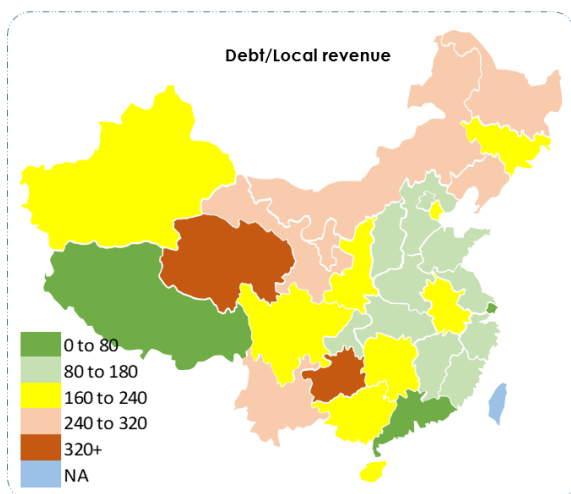 Debt/Local revenue
0 to 80
80 to 180
160 to 240
240 to 320
320+
NA